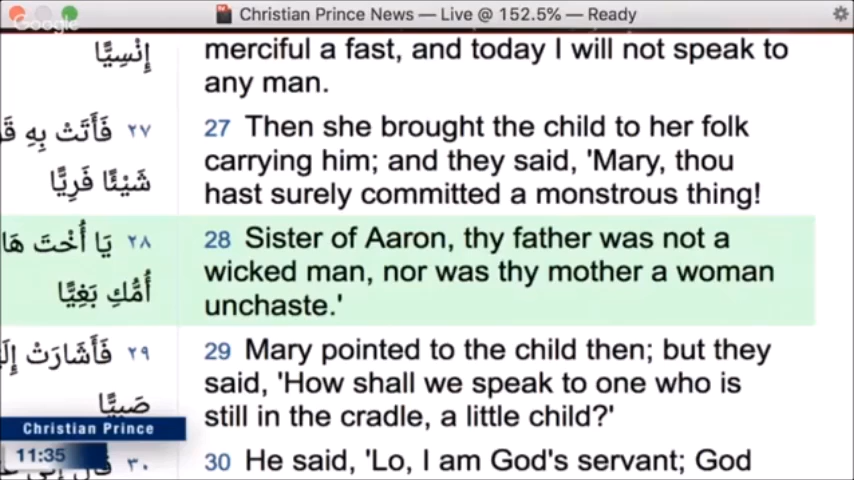 Google
Christian Prince News — Live @ 152.5% — Ready
إِنْسِيًّا
merciful a fast, and today I will not speak to
any man.
٢٧ فَأَتَتْ بِهِ
شَيْئًا فَرِيًّا
27 Then she brought the child to her folk
carrying him; and they said, 'Mary, thou
hast surely committed a monstrous thing!
٢٨ يَا أُخْتَ هَا
أُمُّكِ بَغِيًّا
28 Sister of Aaron, thy father was not a
wicked man, nor was thy mother a woman
unchaste.'
٢٩ فَأَشَارَتْ إِلَ
صَبِيًّا
29 Mary pointed to the child then; but they
said, 'How shall we speak to one who is
still in the cradle, a little child?'
Christian Prince
11:35
٣٠ قَالَ إِنِّي
30 He said, 'Lo, I am God's servant; God